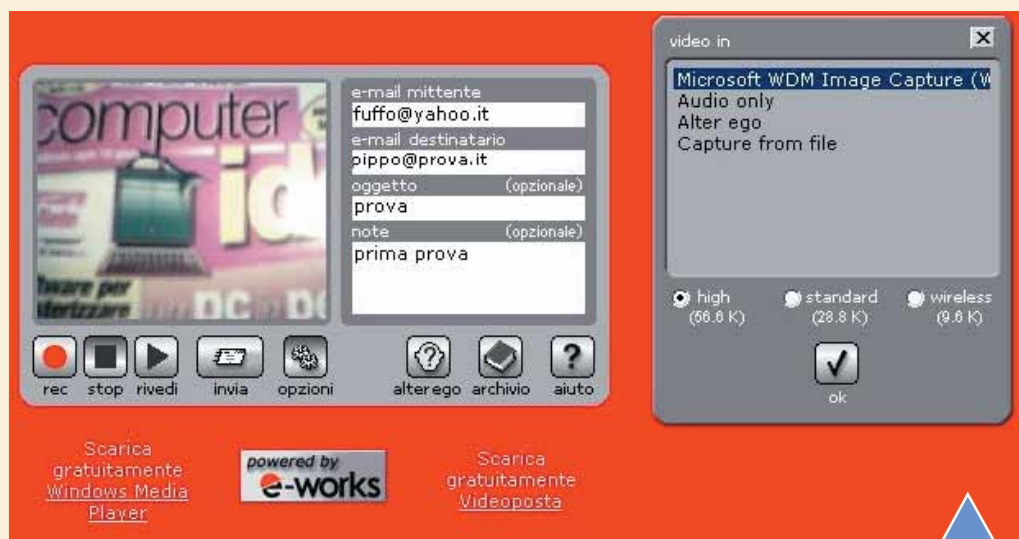 computer
id
e-mail mittente
fuffo@yahoo.it
e-mail destinatario
pippo@prova.it
oggetto (opzionale)
prova
note (opzionale)
prima prova
rec stop rivedi invia opzioni alterego archivio aiuto
Scarica
gratuitamente
Windows Media
Player
powered by
e-works
Scarica
gratuitamente
Videoposta
video in
Microsoft WDM Image Capture (W
Audio only
Alter ego
Capture from file
high standard wireless
(56.6 K) (28.8 K) (9.6 K)
ok